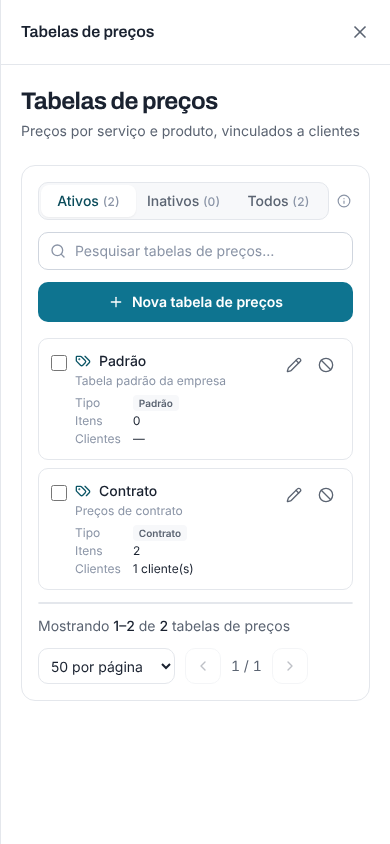 Tabelas de preços
Tabelas de preços
Preços por serviço e produto, vinculados a clientes
Ativos (2) Inativos (0) Todos (2)
Pesquisar tabelas de preços...
+ Nova tabela de preços
Padrão
Tabela padrão da empresa
Tipo Padrão
Itens 0
Clientes —
Contrato
Preços de contrato
Tipo Contrato
Itens 2
Clientes 1 cliente(s)
Mostrando 1–2 de 2 tabelas de preços
50 por página 1 / 1